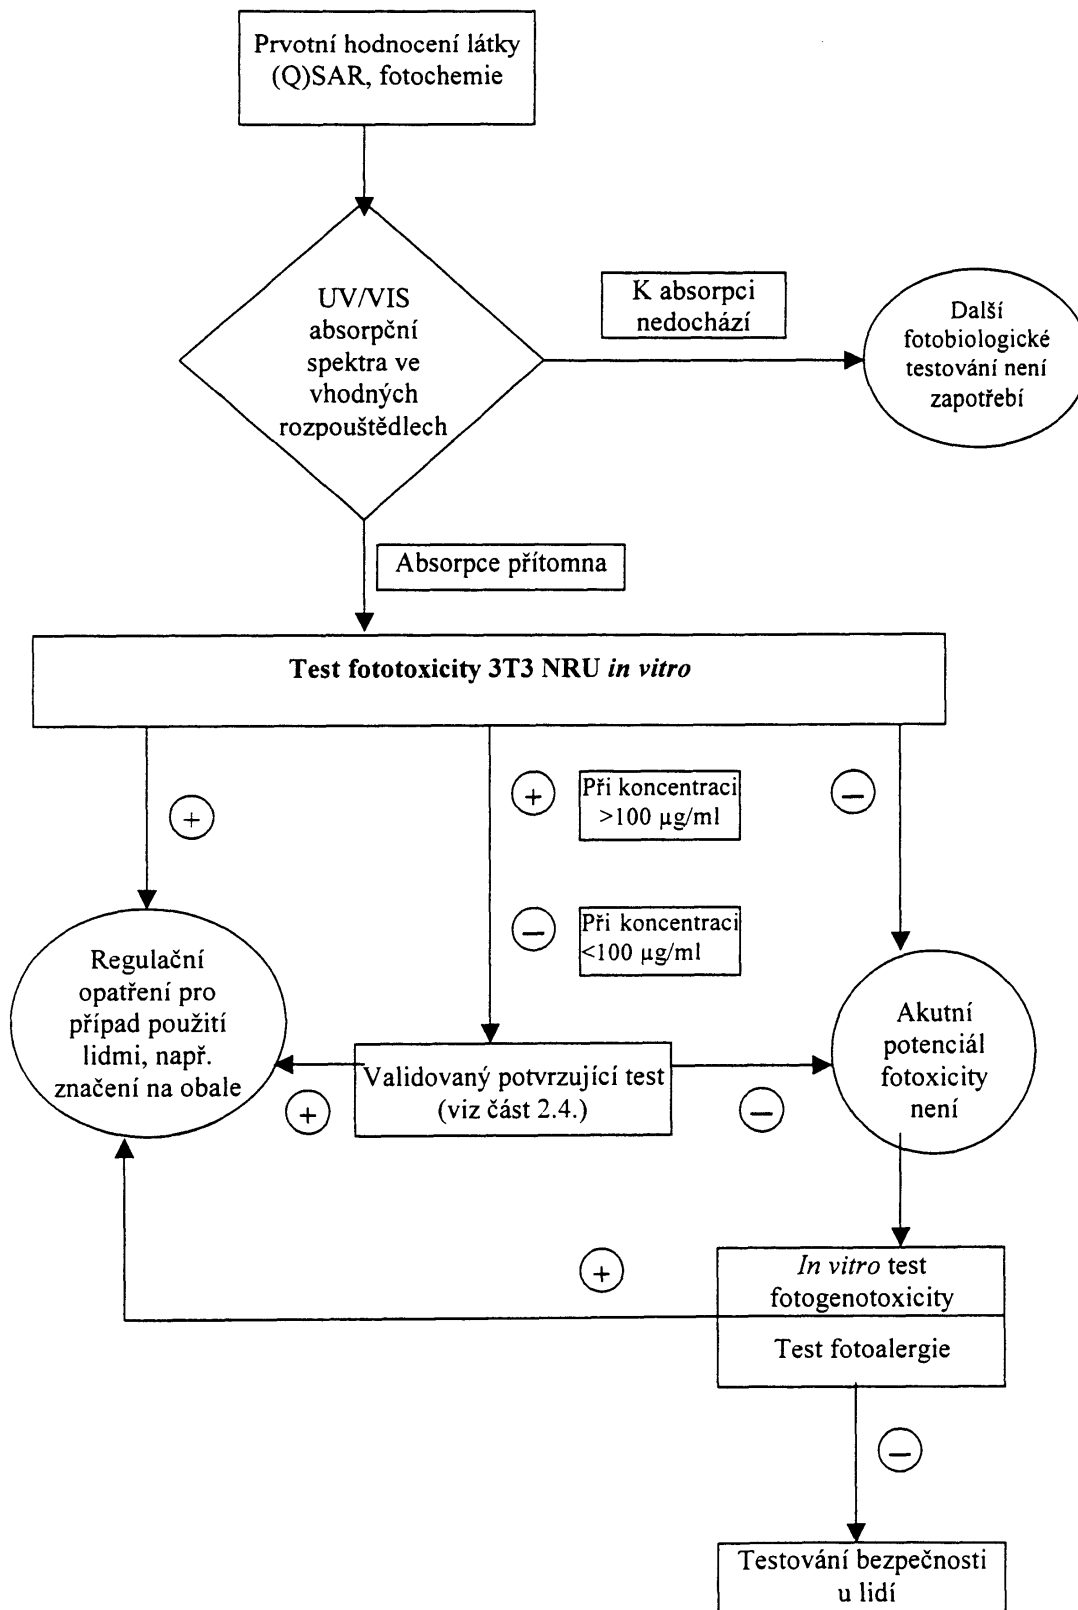 Prvotní hodnocení látky
(Q)SAR, fotochemie
UV/VIS
absorpční
spektra ve
vhodných
rozpouštědlech
K absorpci
nedochází
Další
fotobiologické
testování není
zapotřebí
Absorpce přítomna
Test fototoxicity 3T3 NRU in vitro
+
+
Při koncentraci
>100 µg/ml
−
−
Při koncentraci
<100 µg/ml
Regulační
opatření pro
případ použití
lidmi, např.
značení na obale
+
Validovaný potvrzující test
(viz část 2.4.)
−
Akutní
potenciál
fotoxicity
není
+
In vitro test
fotogenotoxicity
Test fotoalergie
−
Testování bezpečnosti
u lidí